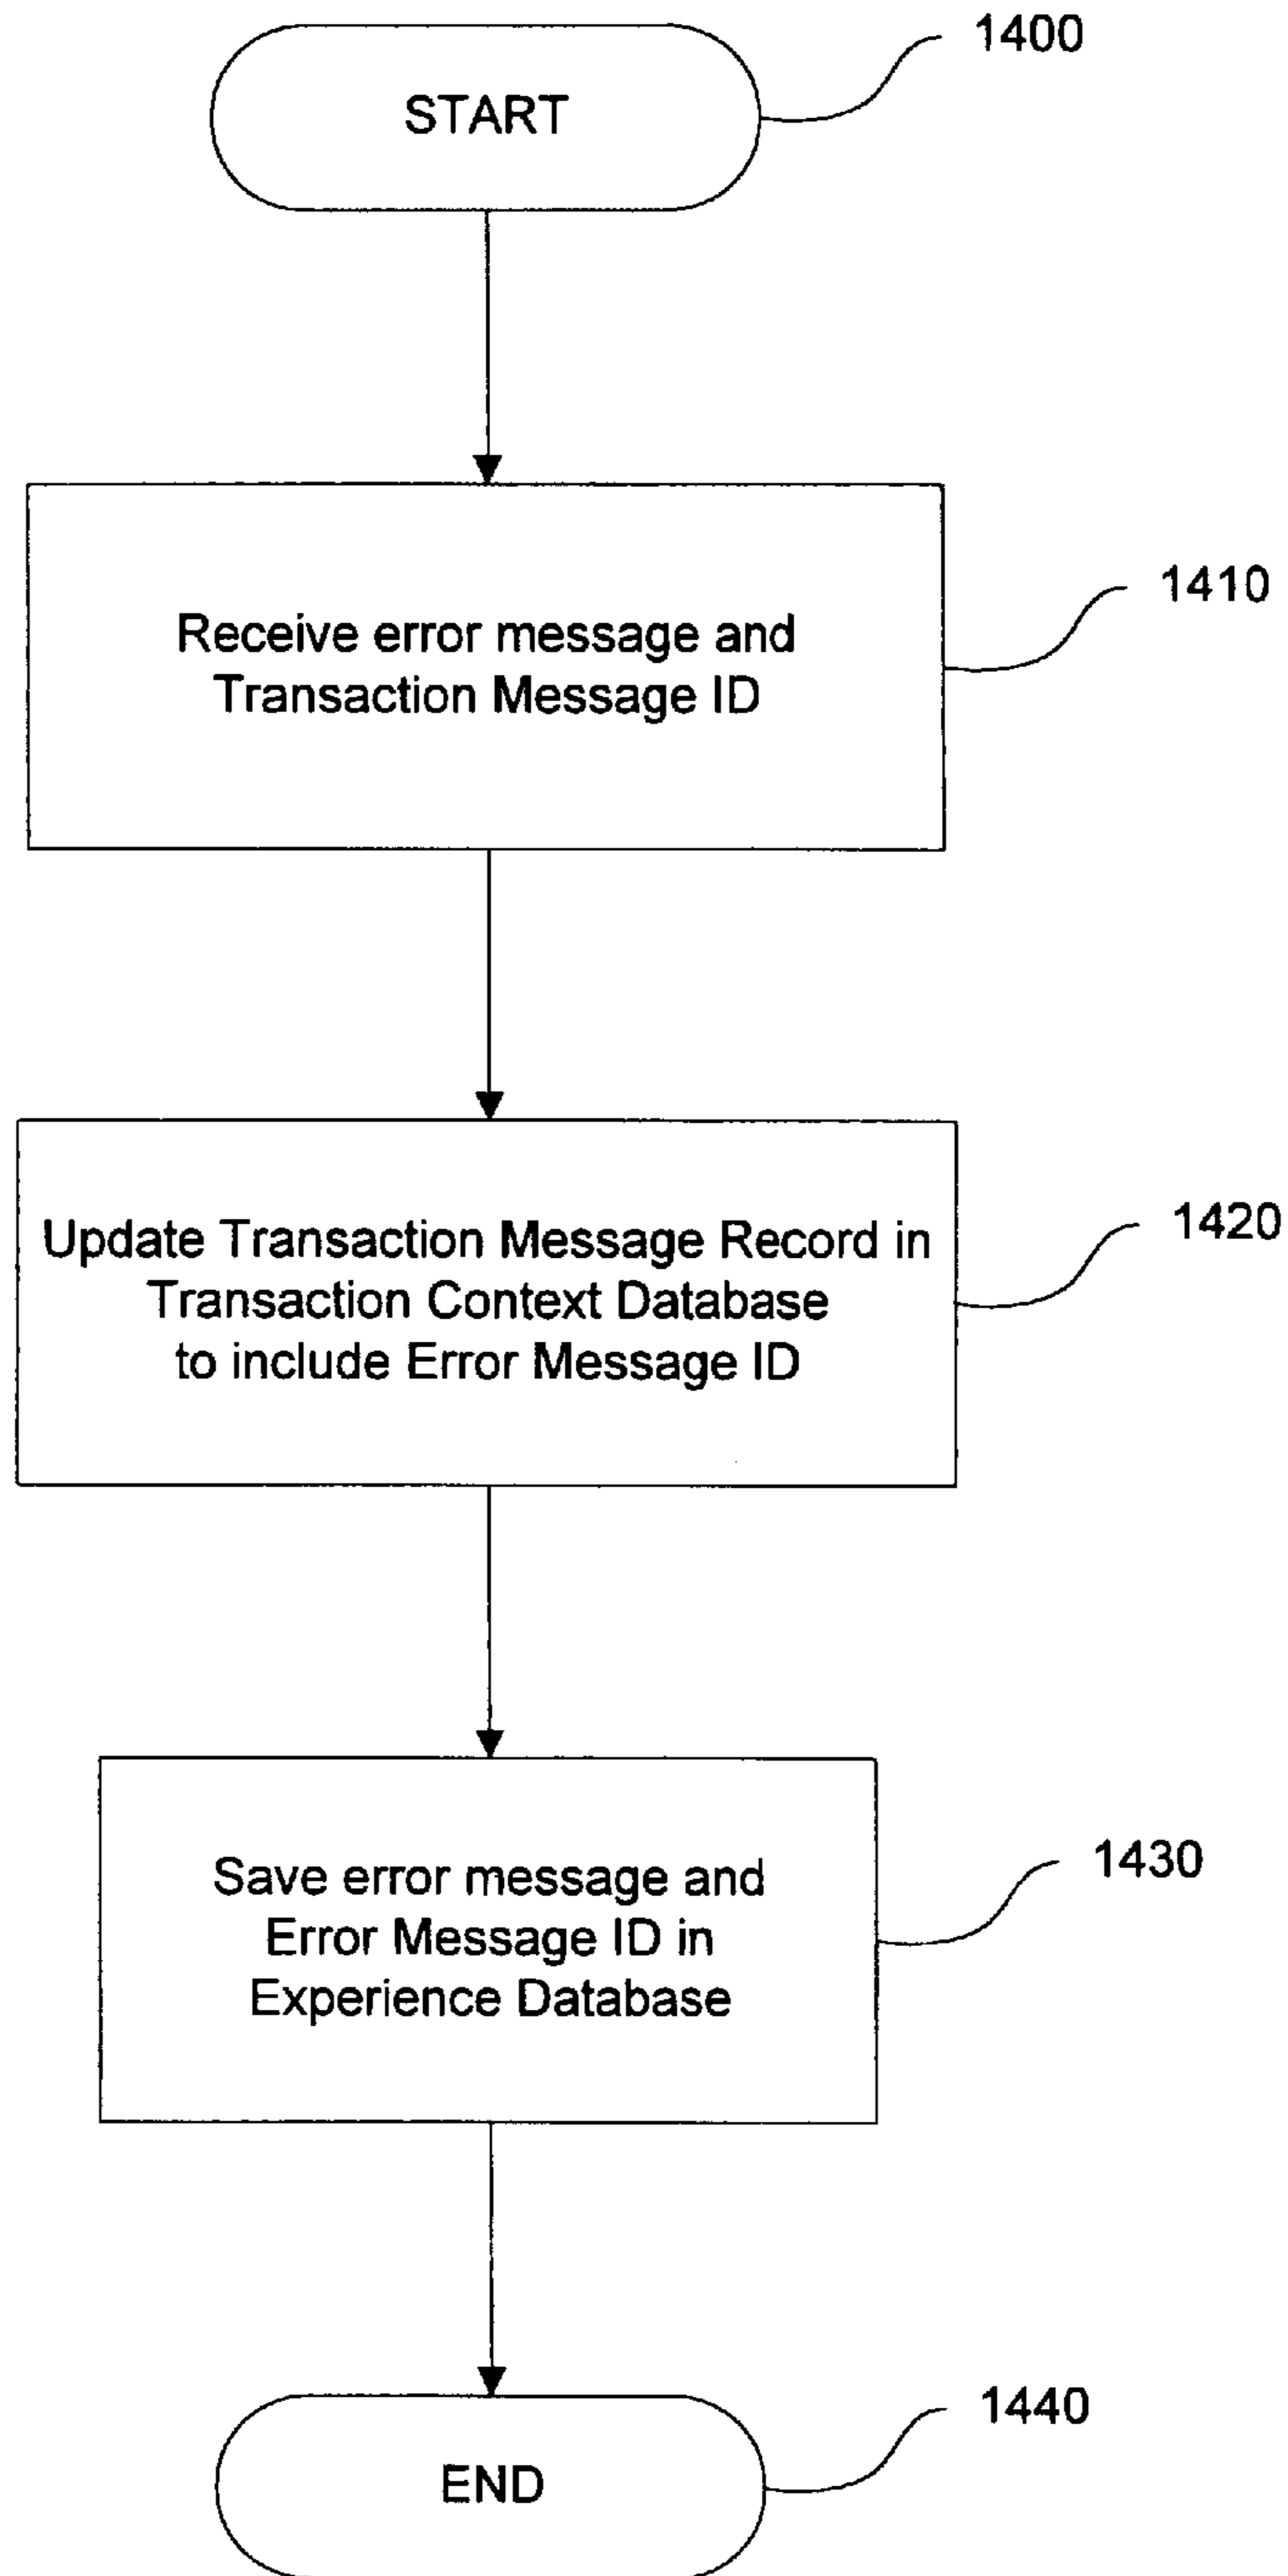 START
1400
Receive error message and
Transaction Message ID
1410
Update Transaction Message Record in
Transaction Context Database
to include Error Message ID
1420
Save error message and
Error Message ID in
Experience Database
1430
END
1440